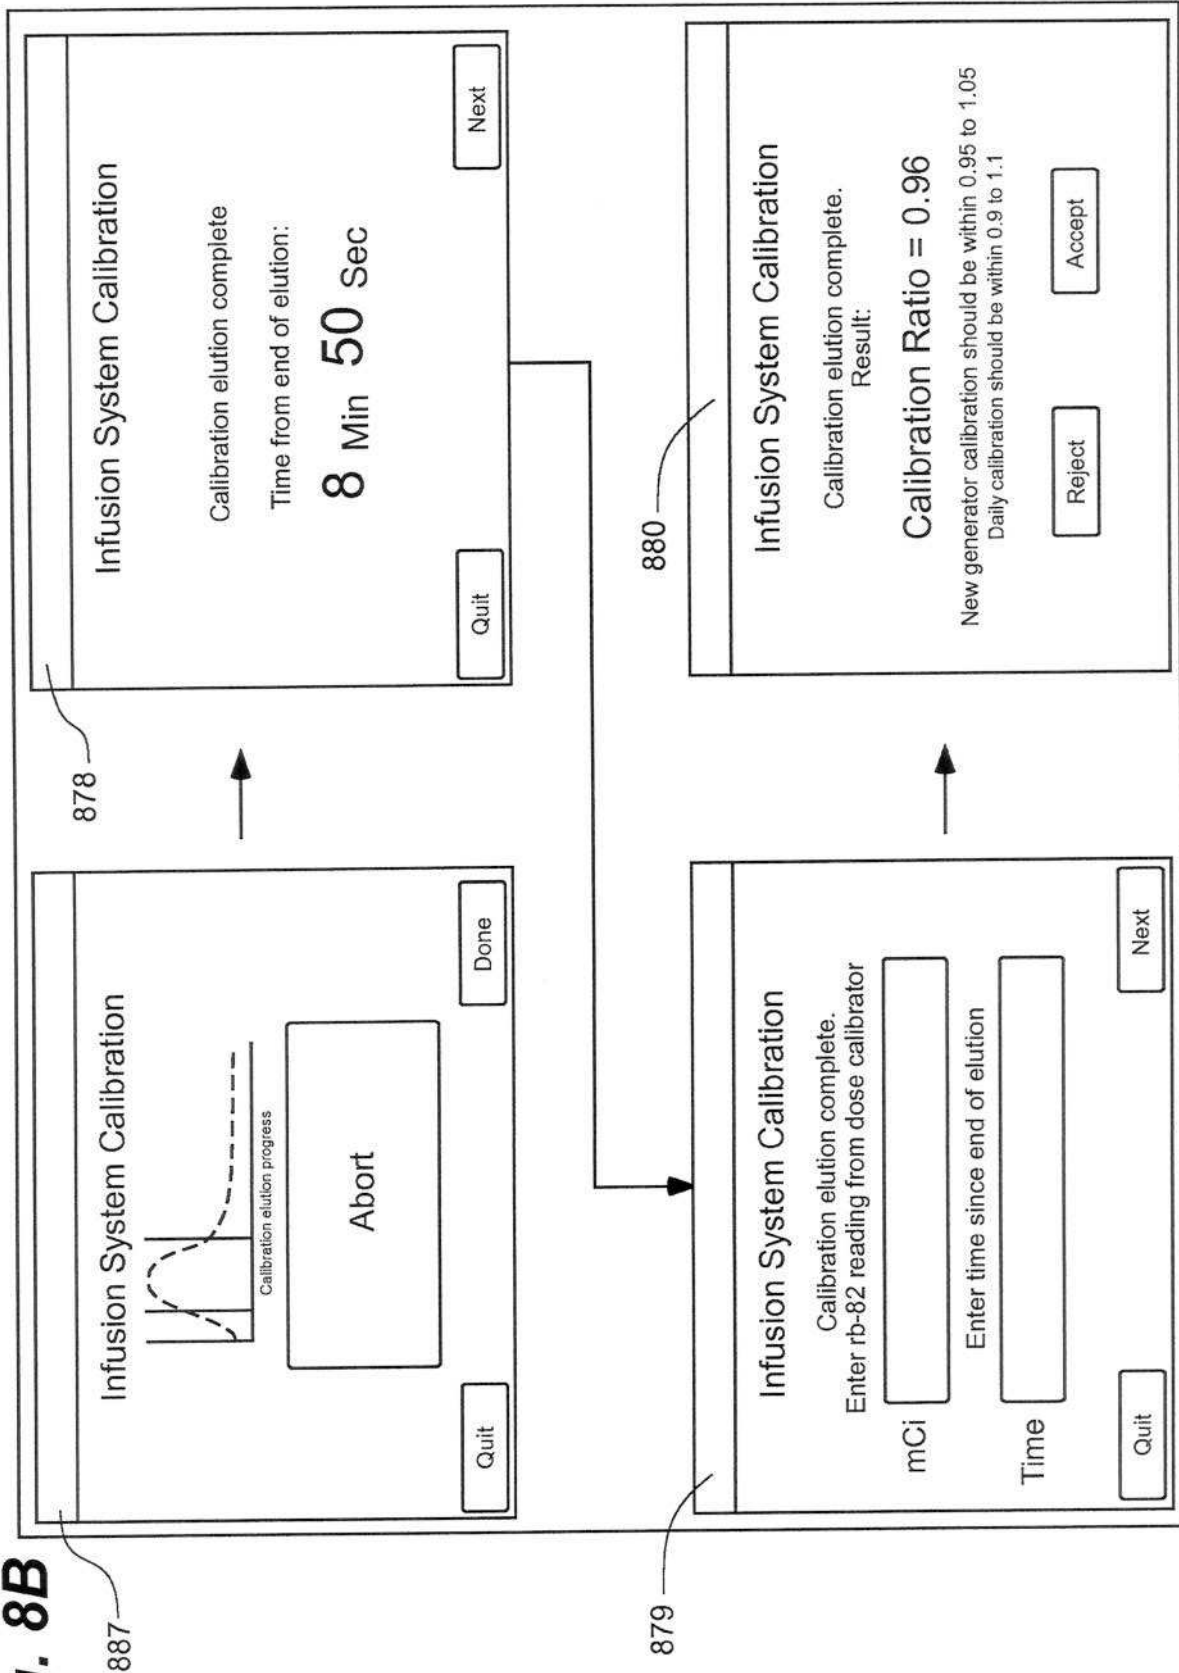 8B
887
Infusion System Calibration
Calibration elution progress
Abort
Quit
Done
878
Infusion System Calibration
Calibration elution complete
Time from end of elution:
8 Min 50 Sec
Quit
Next
879
Infusion System Calibration
Calibration elution complete.
Enter rb-82 reading from dose calibrator
mCi
Enter time since end of elution
Time
Quit
Next
880
Infusion System Calibration
Calibration elution complete.
Result:
Calibration Ratio = 0.96
New generator calibration should be within 0.95 to 1.05
Daily calibration should be within 0.9 to 1.1
Reject
Accept